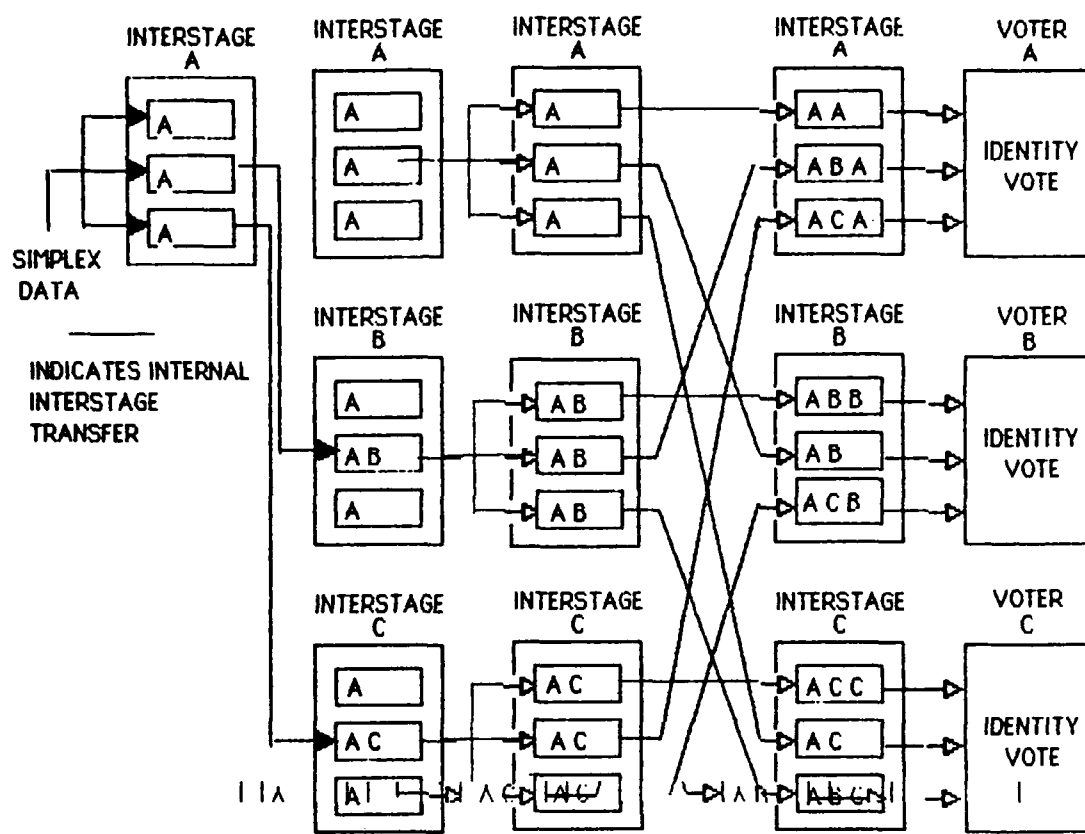 INTERSTAGE
A
A
A
A
SIMPLEX
DATA
INDICATES INTERNAL
INTERSTAGE
TRANSFER
INTERSTAGE
A
A
A
A
INTERSTAGE
A
A
A
A
INTERSTAGE
A
AA
ABA
ACA
VOTER
A
IDENTITY
VOTE
INTERSTAGE
B
A
AB
A
INTERSTAGE
B
AB
AB
AB
INTERSTAGE
B
ABB
AB
ACB
VOTER
B
IDENTITY
VOTE
INTERSTAGE
C
A
AC
A
INTERSTAGE
C
AC
AC
AC
INTERSTAGE
C
ACC
AC
ABC
VOTER
C
IDENTITY
VOTE